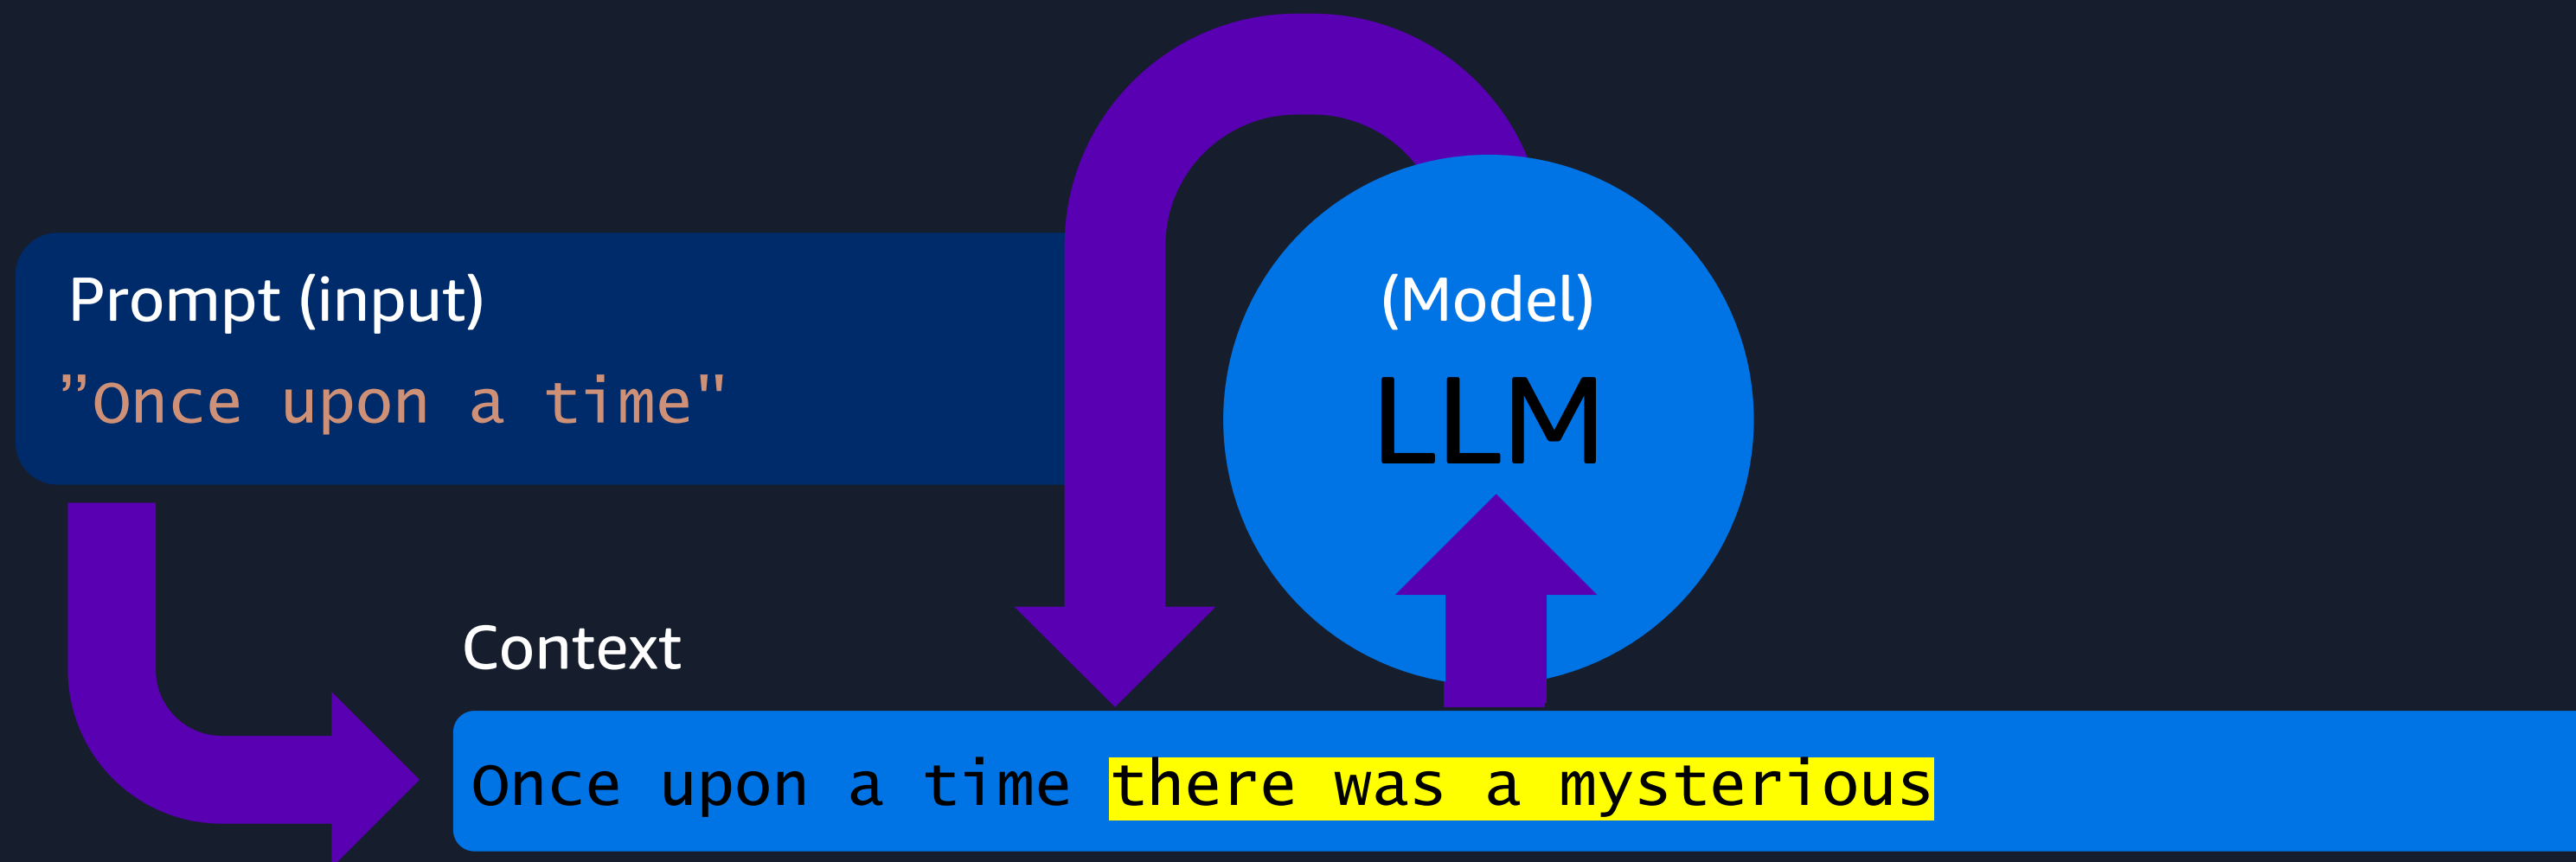 Prompt (input)
”Once upon a time"
(Model)
LLM
Context
Once upon a time there was a mysterious